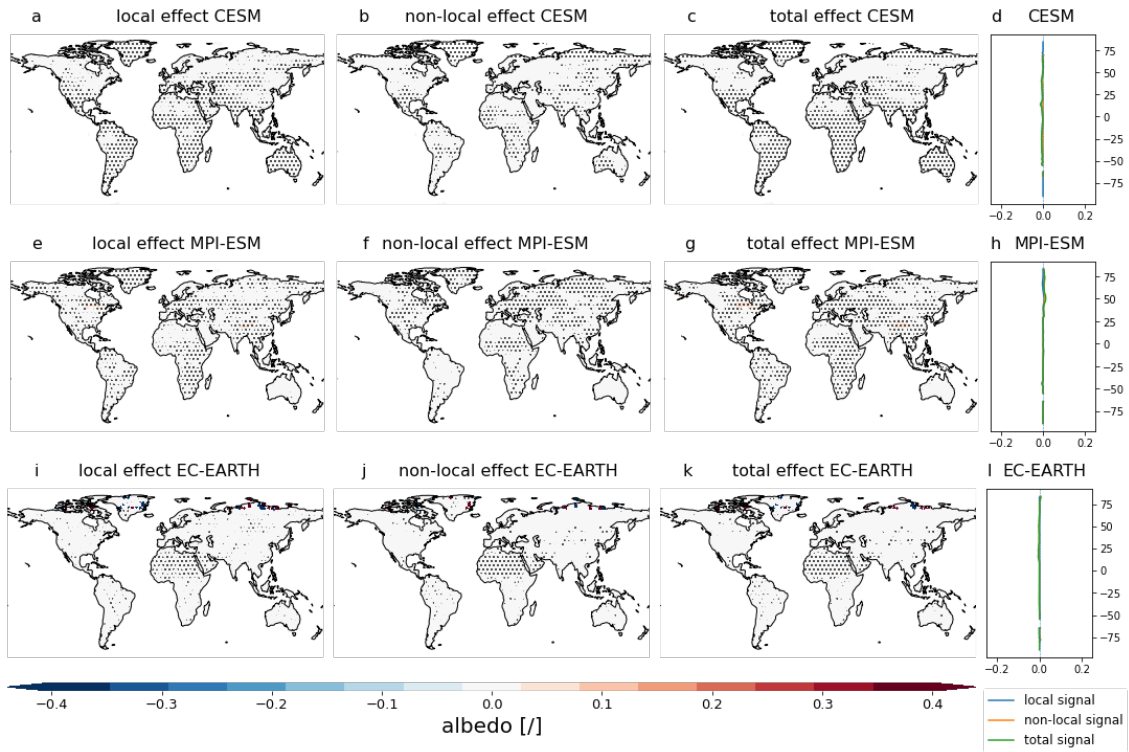 a local effect CESM
b non-local effect CESM
c total effect CESM
d CESM
75
50
25
0
−25
−50
−75
−0.2 0.0 0.2
e local effect MPI-ESM
f non-local effect MPI-ESM
g total effect MPI-ESM
h MPI-ESM
75
50
25
0
−25
−50
−75
−0.2 0.0 0.2
i local effect EC-EARTH
j non-local effect EC-EARTH
k total effect EC-EARTH
l EC-EARTH
75
50
25
0
−25
−50
−75
−0.2 0.0 0.2
−0.4 −0.3 −0.2 −0.1 0.0 0.1 0.2 0.3 0.4
albedo [/]
local signal
non-local signal
total signal